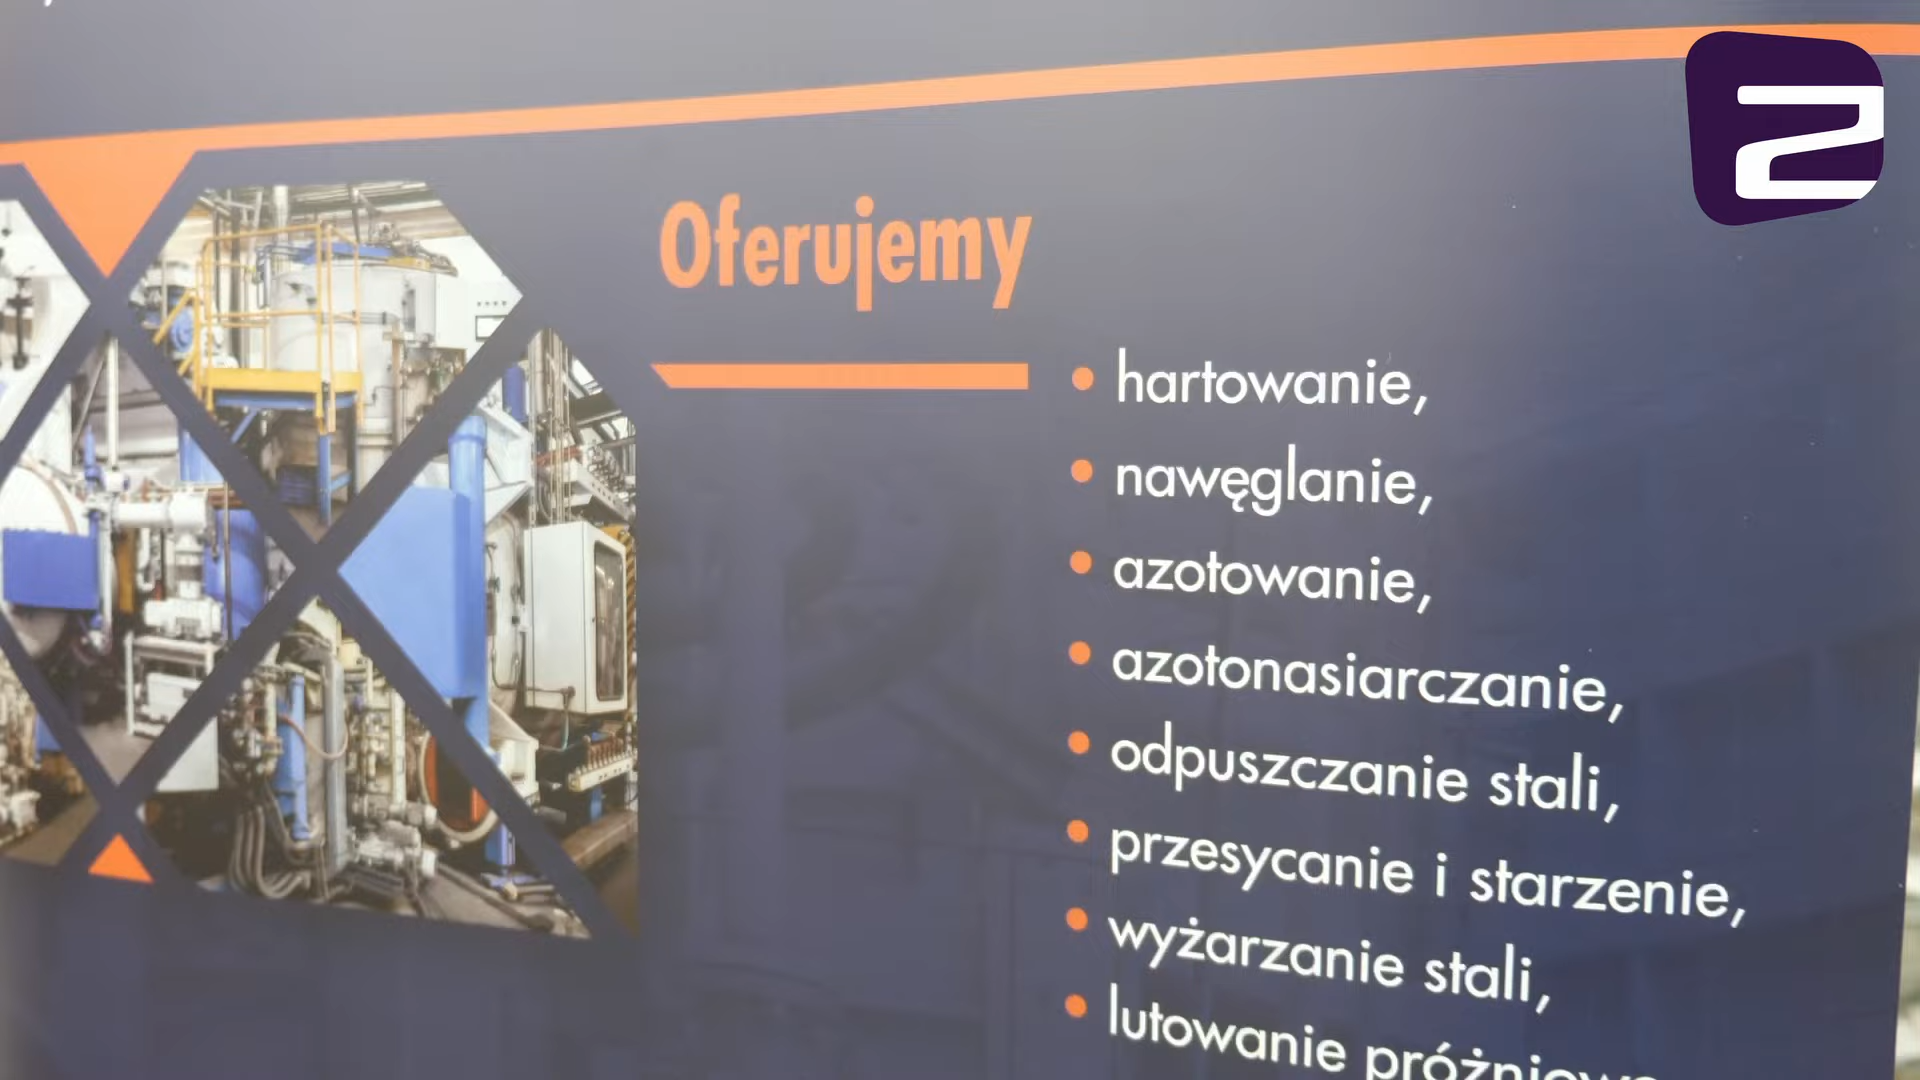 Oferujemy
• hartowanie,
• nawęglanie,
• azotowanie,
• azotonasiarczanie,
• odpuszczanie stali,
• przesycanie i starzenie,
• wyżarzanie stali,
• lutowanie